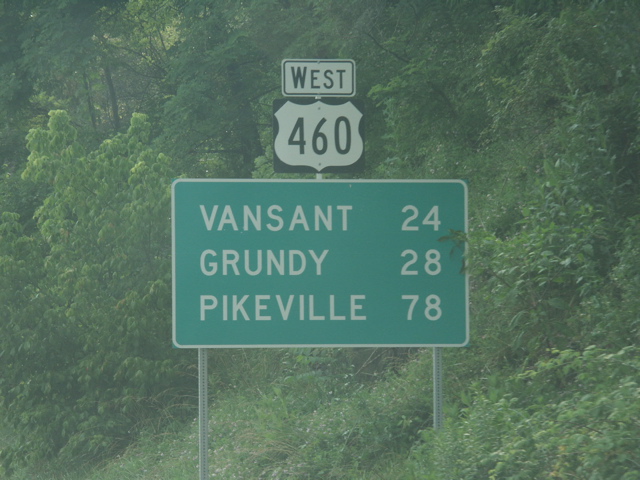 WEST
460
VANSANT 24
GRUNDY 28
PIKEVILLE 78